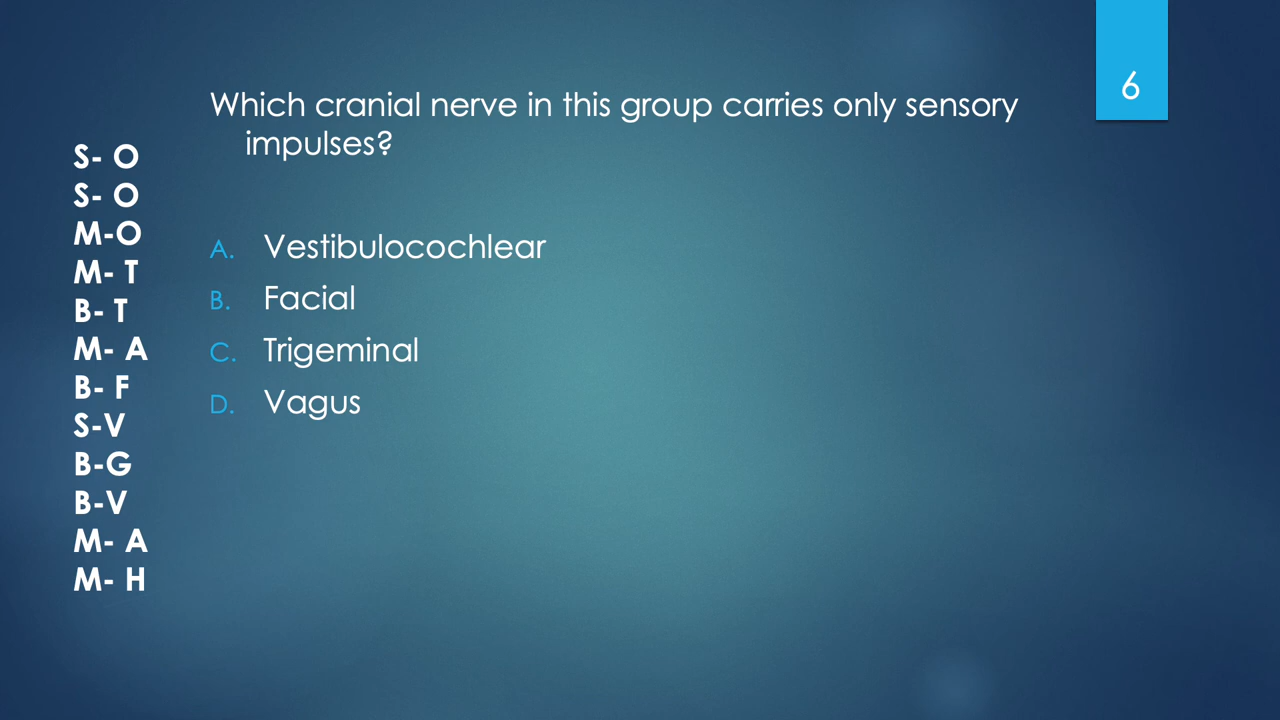 6
Which cranial nerve in this group carries only sensory
impulses?
S- O
S- O
M-O
M- T
B- T
M- A
B- F
S-V
B-G
B-V
M- A
M- H
A. Vestibulocochlear
B. Facial
C. Trigeminal
D. Vagus